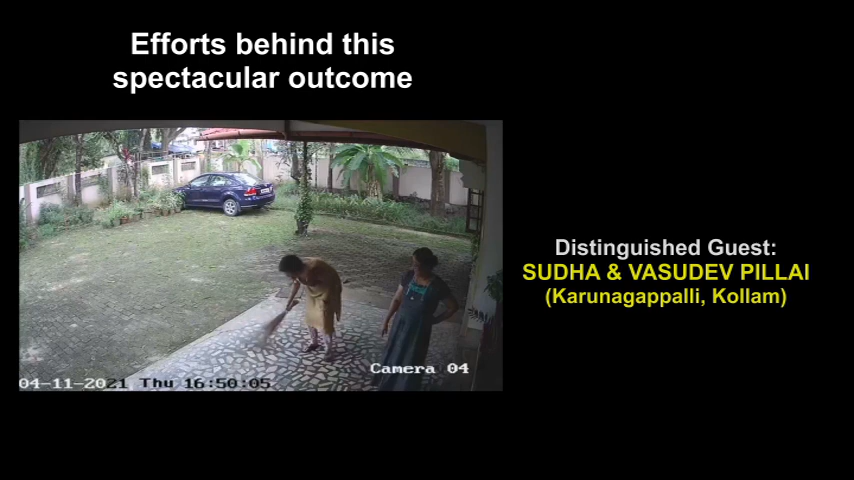 Efforts behind this
spectacular outcome
Distinguished Guest:
SUDHA & VASUDEV PILLAI
(Karunagappalli, Kollam)
Camera 04
04-11-2021 Thu 16:50:05